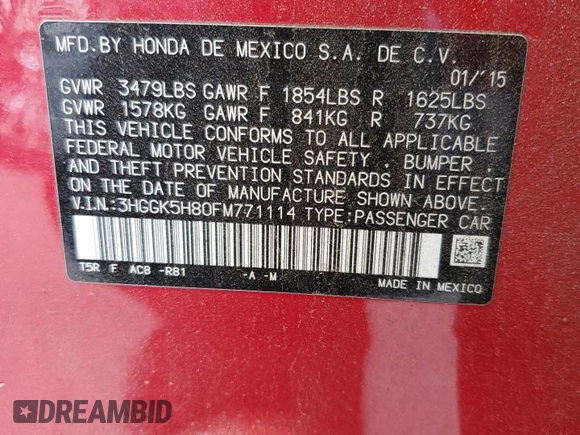 MFD. BY HONDA DE MEXICO S.A. DE C.V.
01/'15
GVWR 3479LBS GAWR F 1854LBS R 1625LBS
GVWR 1578KG GAWR F 841KG R 737KG
THIS VEHICLE CONFORMS TO ALL APPLICABLE
FEDERAL MOTOR VEHICLE SAFETY . BUMPER .
AND THEFT PREVENTION STANDARDS IN EFFECT
ON THE DATE OF MANUFACTURE SHOWN ABOVE.
V.I.N.:3HGGK5H80FM771114 TYPE:PASSENGER CAR
T5R F AC8 -R81 -A -M
MADE IN MEXICO
DREAMBID